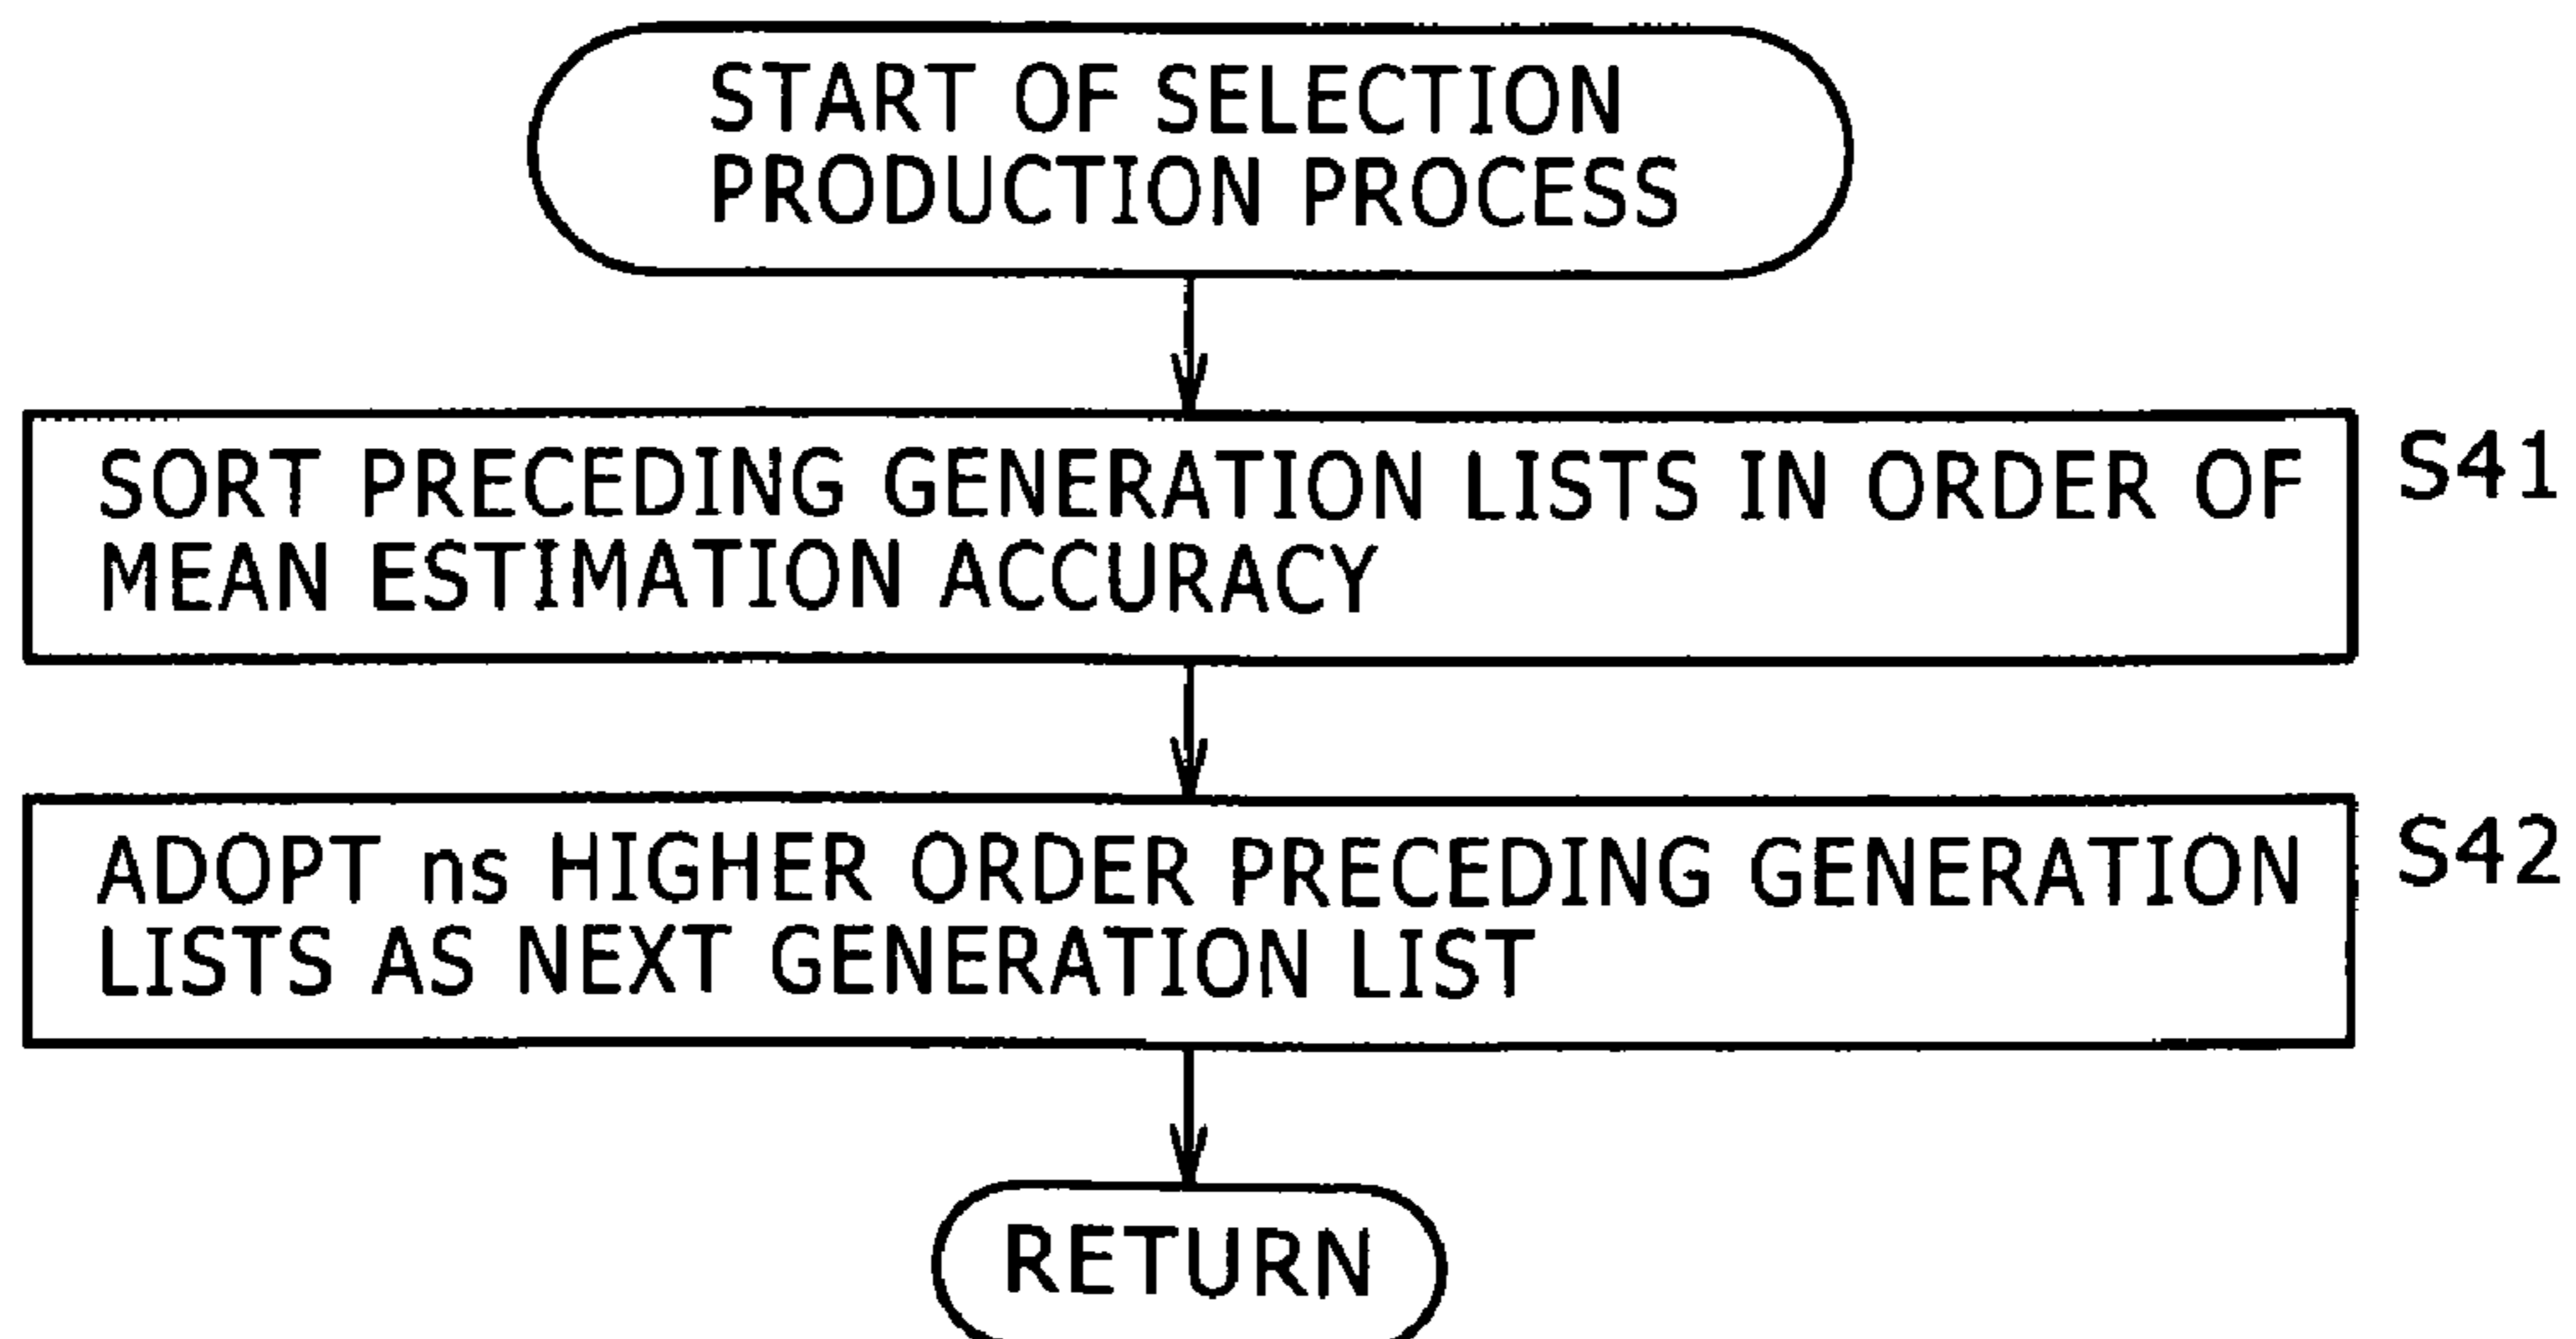 START OF SELECTION
PRODUCTION PROCESS
SORT PRECEDING GENERATION LISTS IN ORDER OF
MEAN ESTIMATION ACCURACY
S41
ADOPT ns HIGHER ORDER PRECEDING GENERATION
LISTS AS NEXT GENERATION LIST
S42
RETURN